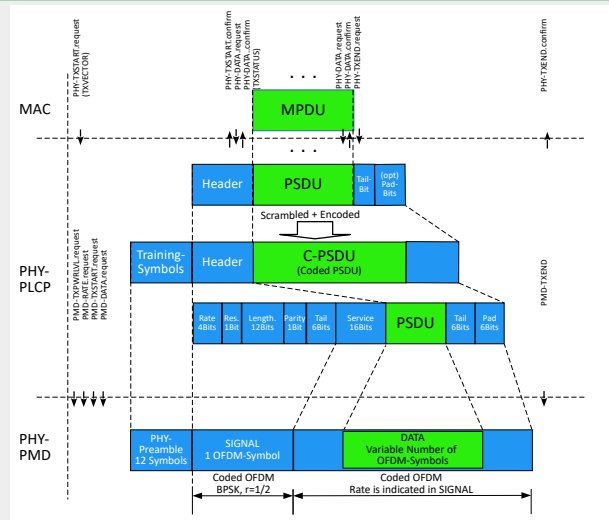 PHY-TXSTART.request
(TXVECTOR)
PHY-TXSTART.confirm
PHY-DATA.request
PHY-DATA..confirm
(TXSTATUS)
. . .
PHY-DATA.request
PHY-DATA.confirm
PHY-TXEND.request
PHY-TXEND.confirm
MAC
MPDU
. . .
Header
PSDU
Tail-
Bit
(opt)
Pad-
Bits
Scrambled + Encoded
PHY-
PLCP
PMD-TXPWRLVL.request
PMD-RATE.request
PMD-TXSTART.request
PMD-DATA.request
Training-
Symbols
Header
C-PSDU
(Coded PSDU)
PMD-TXEND
Rate
4Bits
Res.
1Bit
Length.
12Bits
Parity
1Bit
Tail
6Bits
Service
16Bits
PSDU
Tail
6Bits
Pad
6Bits
PHY-
PMD
PHY-
Preamble
12 Symbols
SIGNAL
1 OFDM-Symbol
DATA
Variable Number of
OFDM-Symbols
Coded OFDM
BPSK, r=1/2
Coded OFDM
Rate is indicated in SIGNAL